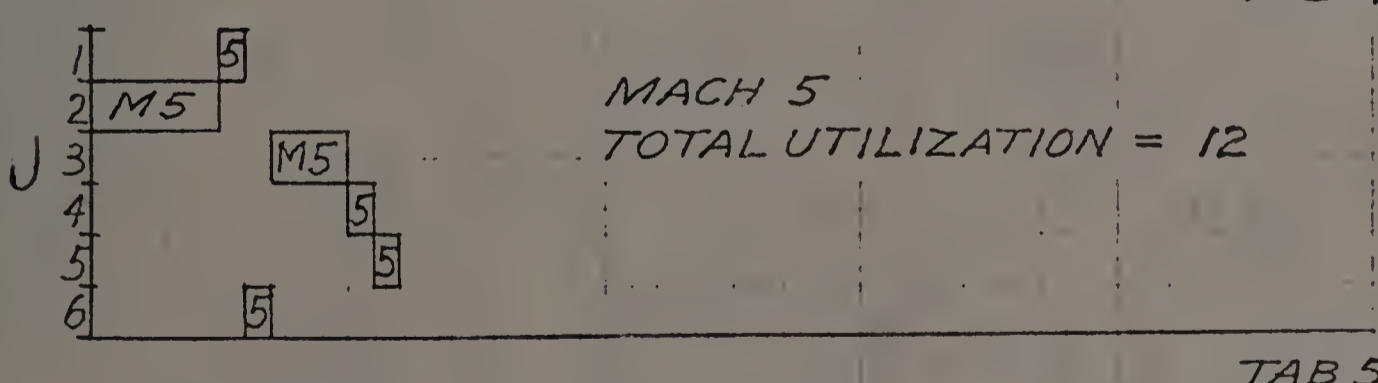 1 5
2 M5
MACH 5
J 3 M5
TOTAL UTILIZATION = 12
4 5
5 5
6 5
TAB 5